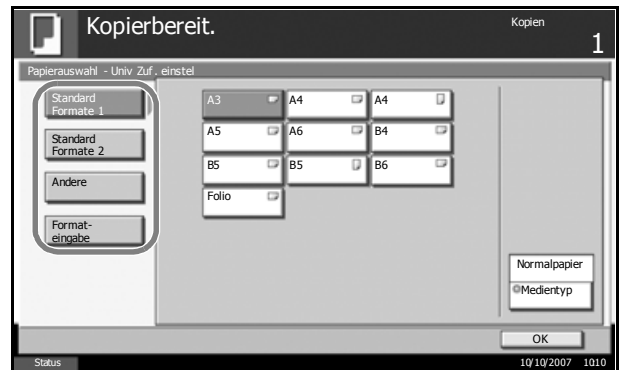 Kopierbereit.
Kopien
1
Papierauswahl - Univ Zuf. einstel
Standard
Formate 1
Standard
Formate 2
Andere
Format-
eingabe
A3 A4 A4
A5 A6 B4
B5 B5 B6
Folio
Normalpapier
Medientyp
OK
Status 10/10/2007 1010